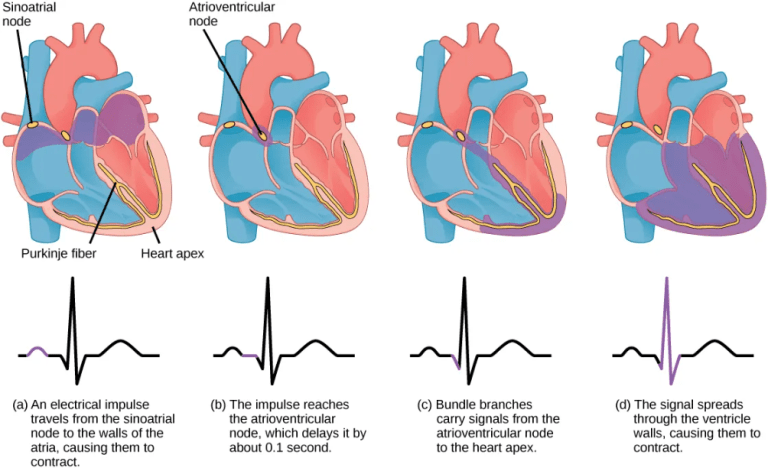 Sinoatrial
node
Atrioventricular
node
Purkinje fiber
Heart apex
(a) An electrical impulse
travels from the sinoatrial
node to the walls of the
atria, causing them to
contract.
(b) The impulse reaches
the atrioventricular
node, which delays it by
about 0.1 second.
(c) Bundle branches
carry signals from the
atrioventricular node
to the heart apex.
(d) The signal spreads
through the ventricle
walls, causing them to
contract.